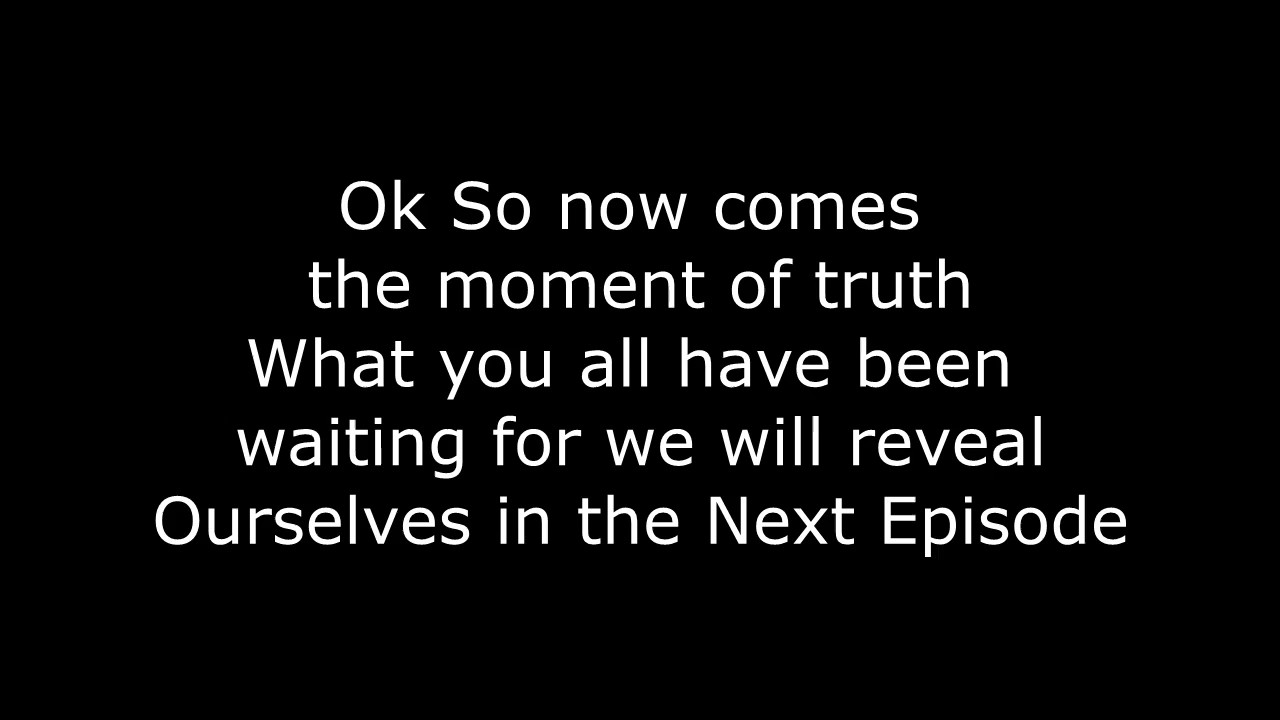 Ok So now comes
the moment of truth
What you all have been
waiting for we will reveal
Ourselves in the Next Episode